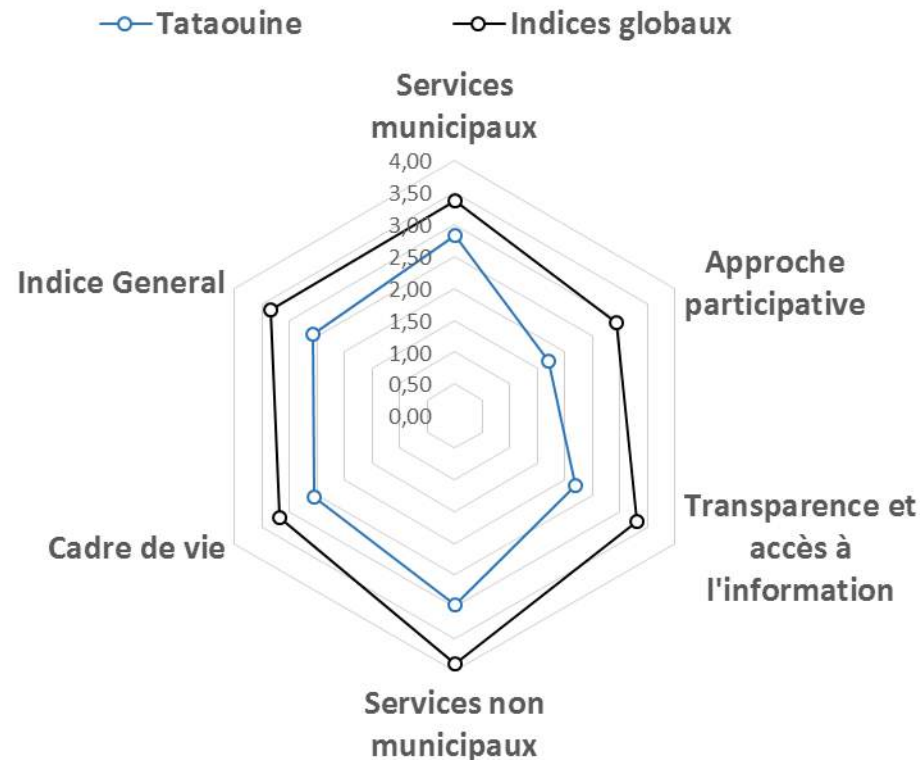 Tataouine
Indices globaux
Services
municipaux
4,00
3,50
3,00
2,50
2,00
1,50
1,00
0,50
0,00
Indice General
Approche
participative
Cadre de vie
Transparence et
accès à
l'information
Services non
municipaux